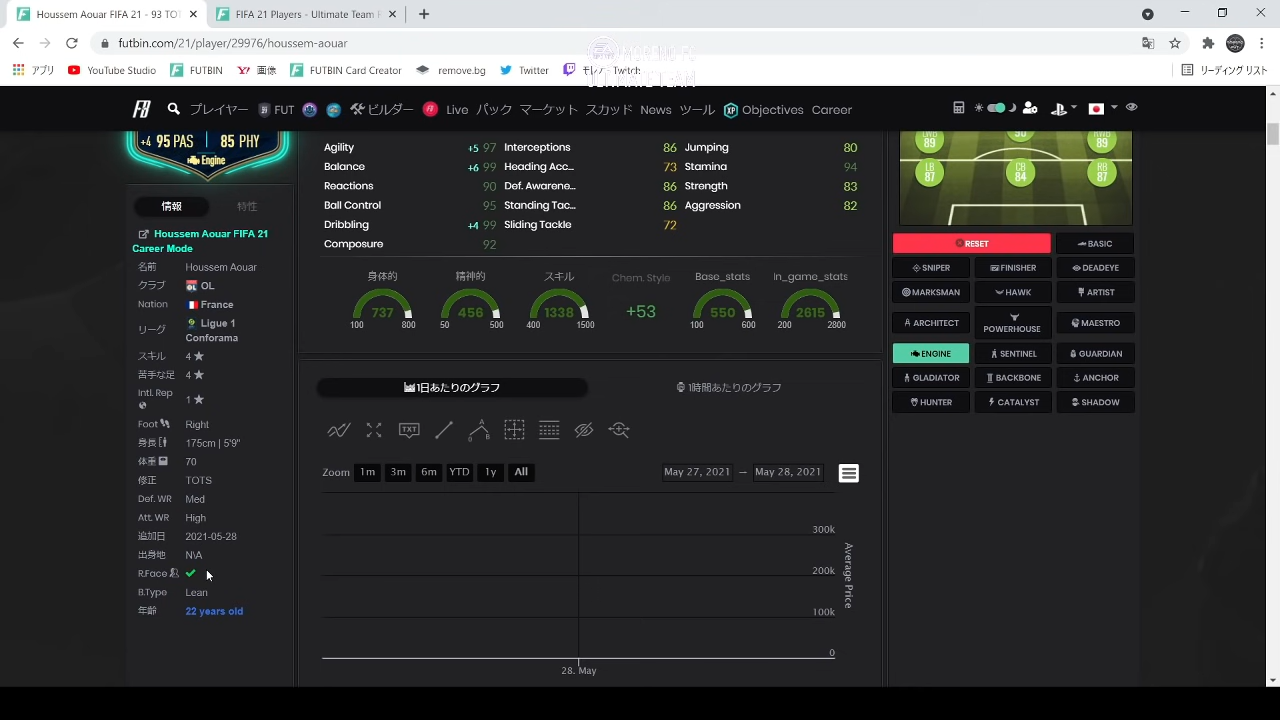 Houssem Aouar FIFA 21 - 93 TOT
FIFA 21 Players - Ultimate Team
futbin.com/21/player/29976/houssem-aouar
アプリ YouTube Studio FUTBIN 画像 FUTBIN Card Creator remove.bg Twitter Twitch リーディング リスト
プレイヤー FUT ビルダー Live パック マーケット スカッド News ツール XP Objectives Career
+4 95 PAS 85 PHY
Engine
Agility +5 97 Interceptions 86 Jumping 80
Balance +6 99 Heading Acc... 73 Stamina 94
Reactions 90 Def. Awarene... 86 Strength 83
Ball Control 95 Standing Tac... 86 Aggression 82
Dribbling +4 99 Sliding Tackle 72
Composure 92
LWB 89 90 RWB 89
LB 87 CB 84 RB 87
情報 特性
Houssem Aouar FIFA 21
Career Mode
名前 Houssem Aouar
クラブ OL
Nation France
リーグ Ligue 1
Conforama
スキル 4
苦手な足 4
Intl. Rep 1
Foot Right
身長 175cm | 5'9"
体重 70
修正 TOTS
Def. WR Med
Att. WR High
追加日 2021-05-28
出身地 N\A
R.Face
B.Type Lean
年齢 22 years old
身体的 精神的 スキル Chem. Style Base_stats In_game_stats
737 456 1338 +53 550 2615
100 800 50 500 400 1500 100 600 200 2800
1日あたりのグラフ 1時間あたりのグラフ
TXT
Zoom 1m 3m 6m YTD 1y All May 27, 2021 → May 28, 2021
300k
200k
100k
0
Average Price
28. May
RESET BASIC
SNIPER FINISHER DEADEYE
MARKSMAN HAWK ARTIST
ARCHITECT POWERHOUSE MAESTRO
ENGINE SENTINEL GUARDIAN
GLADIATOR BACKBONE ANCHOR
HUNTER CATALYST SHADOW